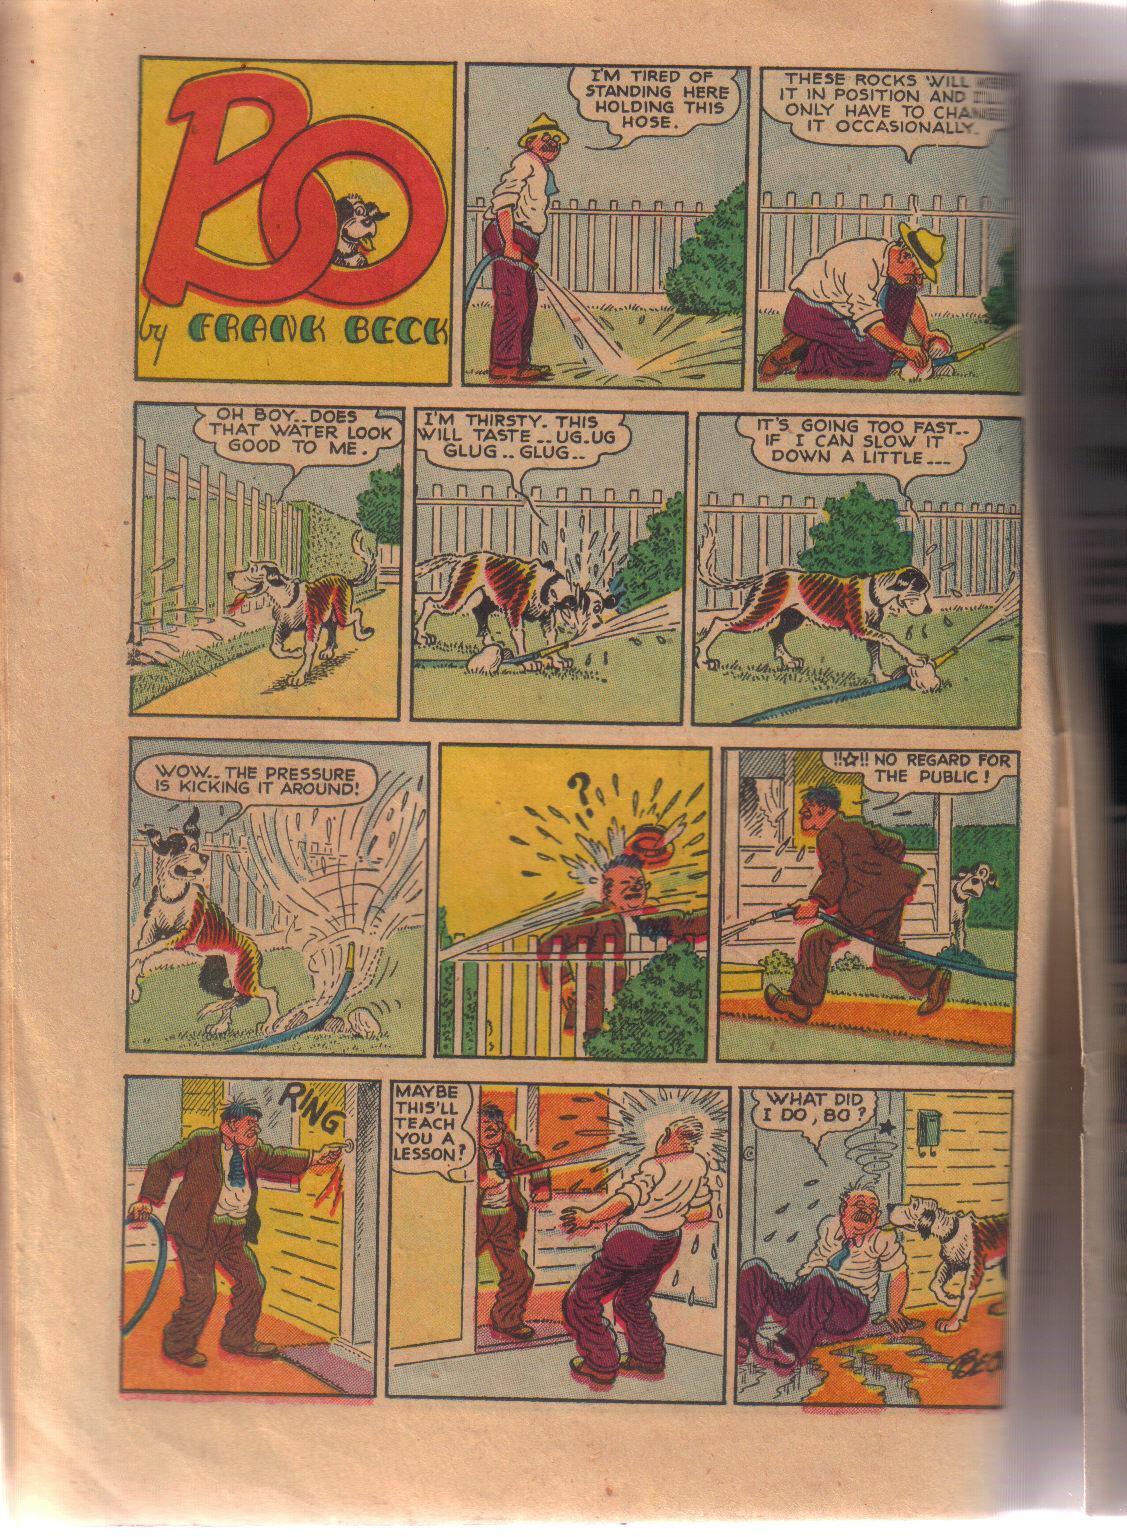 BO
by FRANK BECK
I'M TIRED OF
STANDING HERE
HOLDING THIS
HOSE.
THESE ROCKS WILL
IT IN POSITION AND I'LL
ONLY HAVE TO CHANGE
IT OCCASIONALLY.
OH BOY.. DOES
THAT WATER LOOK
GOOD TO ME.
I'M THIRSTY. THIS
WILL TASTE .. UG.UG
GLUG.. GLUG..
IT'S GOING TOO FAST..
IF I CAN SLOW IT
DOWN A LITTLE ---
WOW.. THE PRESSURE
IS KICKING IT AROUND!
?
!!☆!! NO REGARD FOR
THE PUBLIC!
RING
MAYBE
THIS'LL
TEACH
YOU A
LESSON?
WHAT DID
I DO, BO?